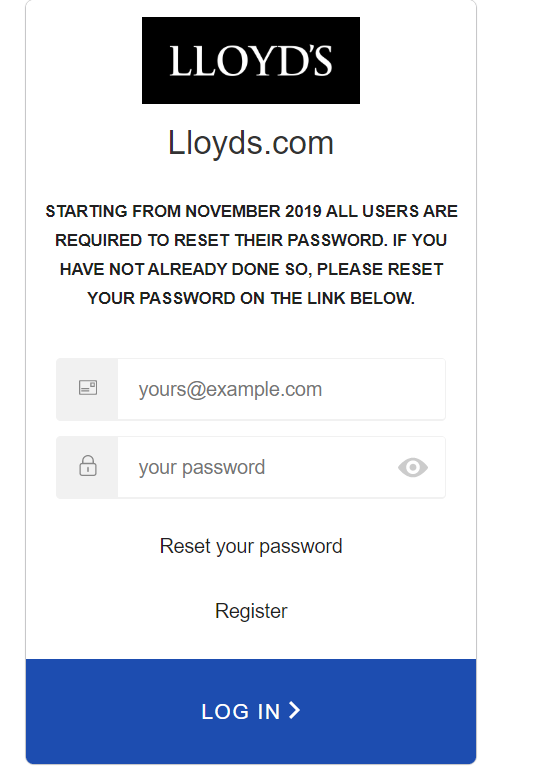 LLOYD'S
Lloyds.com
STARTING FROM NOVEMBER 2019 ALL USERS ARE
REQUIRED TO RESET THEIR PASSWORD. IF YOU
HAVE NOT ALREADY DONE SO, PLEASE RESET
YOUR PASSWORD ON THE LINK BELOW.
yours@example.com
your password
Reset your password
Register
LOG IN